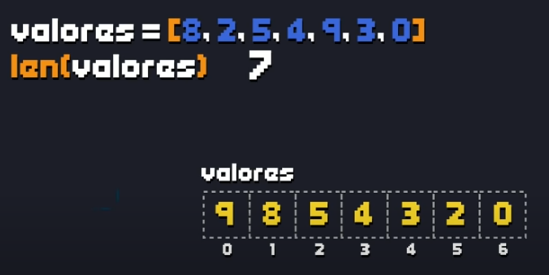 valores = [8, 2, 5, 4, 9, 3, 0]
len(valores) 7
valores
9 8 5 4 3 2 0
0 1 2 3 4 5 6